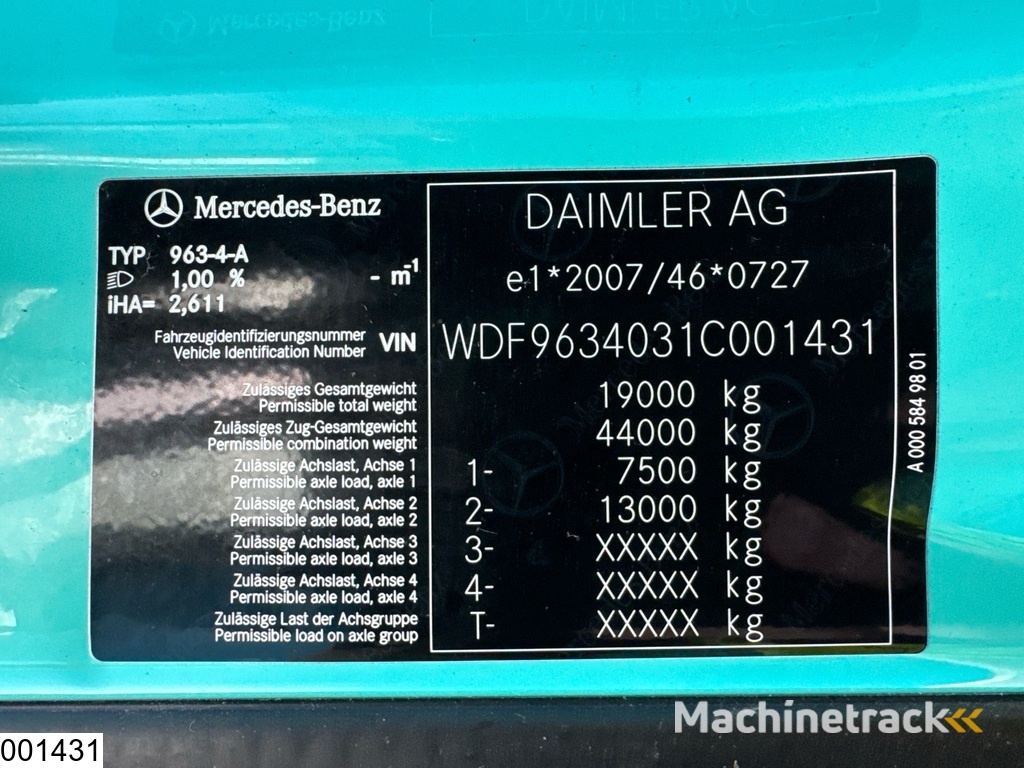 Mercedes-Benz
TYP 963-4-A
1,00 % - m-1
iHA= 2,611
Fahrzeugidentifizierungsnummer
Vehicle Identification Number VIN
Zulässiges Gesamtgewicht
Permissible total weight
Zulässiges Zug-Gesamtgewicht
Permissible combination weight
Zulässige Achslast, Achse 1
Permissible axle load, axle 1
Zulässige Achslast, Achse 2
Permissible axle load, axle 2
Zulässige Achslast, Achse 3
Permissible axle load, axle 3
Zulässige Achslast, Achse 4
Permissible axle load, axle 4
Zulässige Last der Achsgruppe
Permissible load on axle group
DAIMLER AG
e1*2007/46*0727
WDF9634031C001431
19000 kg
44000 kg
1- 7500 kg
2- 13000 kg
3- XXXXX kg
4- XXXXX kg
T- XXXXX kg
A 000 584 98 01
Machinetrack
001431